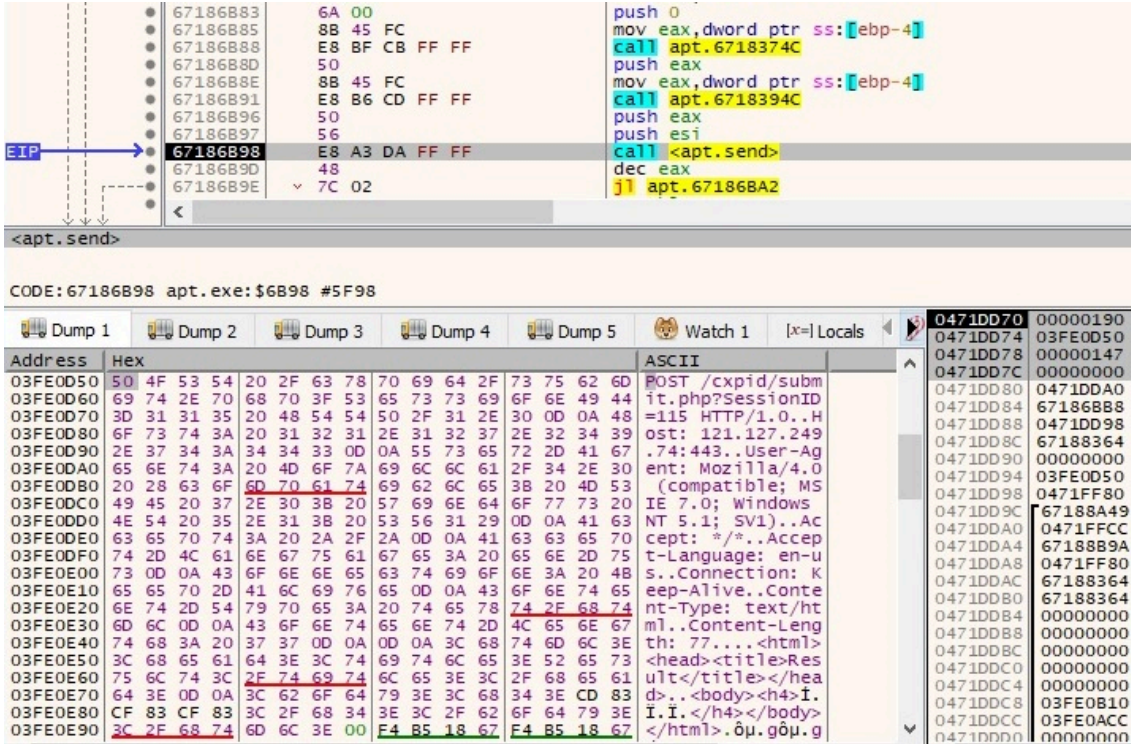 67186B83 6A 00 push 0
67186B85 8B 45 FC mov eax,dword ptr ss:[ebp-4]
67186B88 E8 BF CB FF FF call apt.6718374C
67186B8D 50 push eax
67186B8E 8B 45 FC mov eax,dword ptr ss:[ebp-4]
67186B91 E8 B6 CD FF FF call apt.6718394C
67186B96 50 push eax
67186B97 56 push esi
EIP 67186B98 E8 A3 DA FF FF call <apt.send>
67186B9D 48 dec eax
67186B9E 7C 02 jl apt.67186BA2
<apt.send>
CODE:67186B98 apt.exe:$6B98 #5F98
Dump 1 Dump 2 Dump 3 Dump 4 Dump 5 Watch 1 [x=] Locals
Address Hex ASCII
03FE0D50 50 4F 53 54 20 2F 63 78 70 69 64 2F 73 75 62 6D POST /cxpid/subm
03FE0D60 69 74 2E 70 68 70 3F 53 65 73 73 69 6F 6E 49 44 it.php?SessionID
03FE0D70 3D 31 31 35 20 48 54 54 50 2F 31 2E 30 0D 0A 48 =115 HTTP/1.0..H
03FE0D80 6F 73 74 3A 20 31 32 31 2E 31 32 37 2E 32 34 39 ost: 121.127.249
03FE0D90 2E 37 34 3A 34 34 33 0D 0A 55 73 65 72 2D 41 67 .74:443..User-Ag
03FE0DA0 65 6E 74 3A 20 4D 6F 7A 69 6C 6C 61 2F 34 2E 30 ent: Mozilla/4.0
03FE0DB0 20 28 63 6F 6D 70 61 74 69 62 6C 65 3B 20 4D 53 (compatible; MS
03FE0DC0 49 45 20 37 2E 30 3B 20 57 69 6E 64 6F 77 73 20 IE 7.0; Windows
03FE0DD0 4E 54 20 35 2E 31 3B 20 53 56 31 29 0D 0A 41 63 NT 5.1; SV1)..Ac
03FE0DE0 63 65 70 74 3A 20 2A 2F 2A 0D 0A 41 63 63 65 70 cept: */*..Accep
03FE0DF0 74 2D 4C 61 6E 67 75 61 67 65 3A 20 65 6E 2D 75 t-Language: en-u
03FE0E00 73 0D 0A 43 6F 6E 6E 65 63 74 69 6F 6E 3A 20 4B s..Connection: K
03FE0E10 65 65 70 2D 41 6C 69 76 65 0D 0A 43 6F 6E 74 65 eep-Alive..Conte
03FE0E20 6E 74 2D 54 79 70 65 3A 20 74 65 78 74 2F 68 74 nt-Type: text/ht
03FE0E30 6D 6C 0D 0A 43 6F 6E 74 65 6E 74 2D 4C 65 6E 67 ml..Content-Leng
03FE0E40 74 68 3A 20 37 37 0D 0A 0D 0A 3C 68 74 6D 6C 3E th: 77....<html>
03FE0E50 3C 68 65 61 64 3E 3C 74 69 74 6C 65 3E 52 65 73 <head><title>Res
03FE0E60 75 6C 74 3C 2F 74 69 74 6C 65 3E 3C 2F 68 65 61 ult</title></hea
03FE0E70 64 3E 0D 0A 3C 62 6F 64 79 3E 3C 68 34 3E CD 83 d>..<body><h4>Í.
03FE0E80 CF 83 CF 83 3C 2F 68 34 3E 3C 2F 62 6F 64 79 3E Ï.Ï.</h4></body>
03FE0E90 3C 2F 68 74 6D 6C 3E 00 F4 B5 18 67 F4 B5 18 67 </html>.ôµ.gôµ.g
0471DD70 00000190
0471DD74 03FE0D50
0471DD78 00000147
0471DD7C 00000000
0471DD80 0471DDA0
0471DD84 67186BB8
0471DD88 0471DD98
0471DD8C 67188364
0471DD90 00000000
0471DD94 03FE0D50
0471DD98 0471FF80
0471DD9C 67188A49
0471DDA0 0471FFCC
0471DDA4 67188B9A
0471DDA8 0471FF80
0471DDAC 67188364
0471DDB0 67188364
0471DDB4 00000000
0471DDB8 00000000
0471DDBC 00000000
0471DDC0 00000000
0471DDC4 00000000
0471DDC8 03FE0B10
0471DDCC 03FE0ACC
0471DDD0 00000000